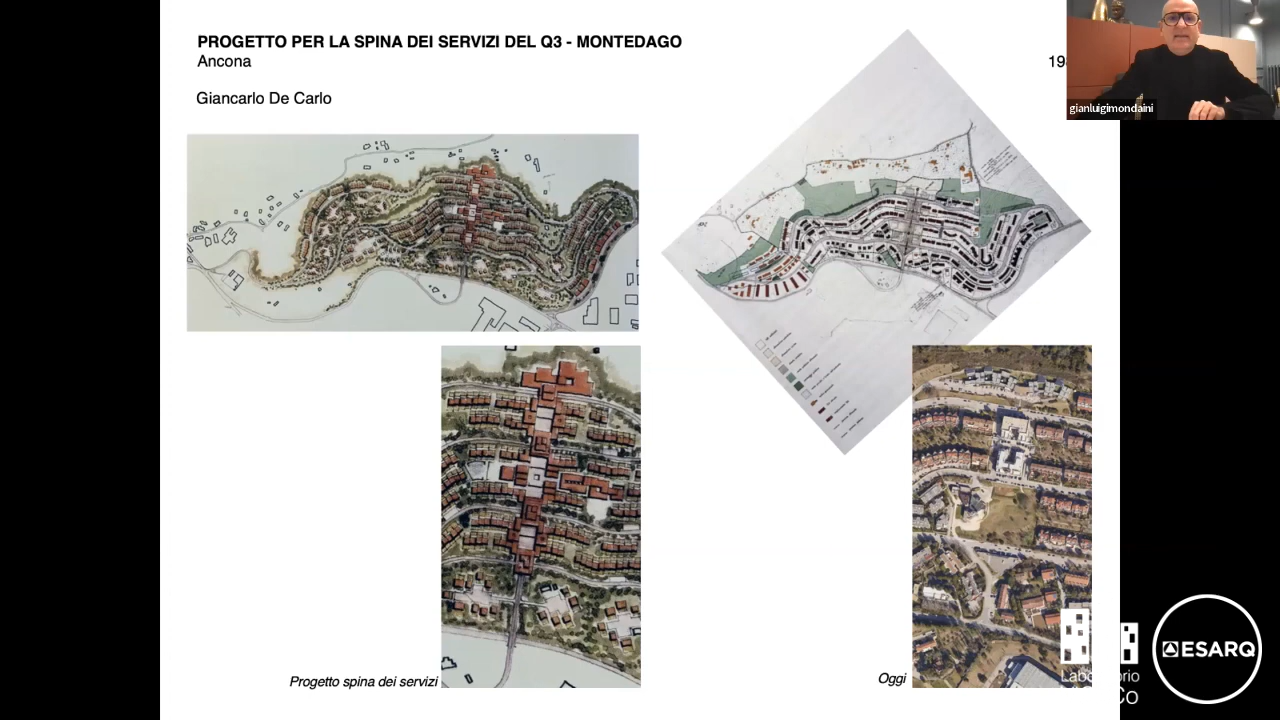 PROGETTO PER LA SPINA DEI SERVIZI DEL Q3 - MONTEDAGO
Ancona
19
Giancarlo De Carlo
gianluigimondaini
Progetto spina dei servizi
Oggi
ESARQ